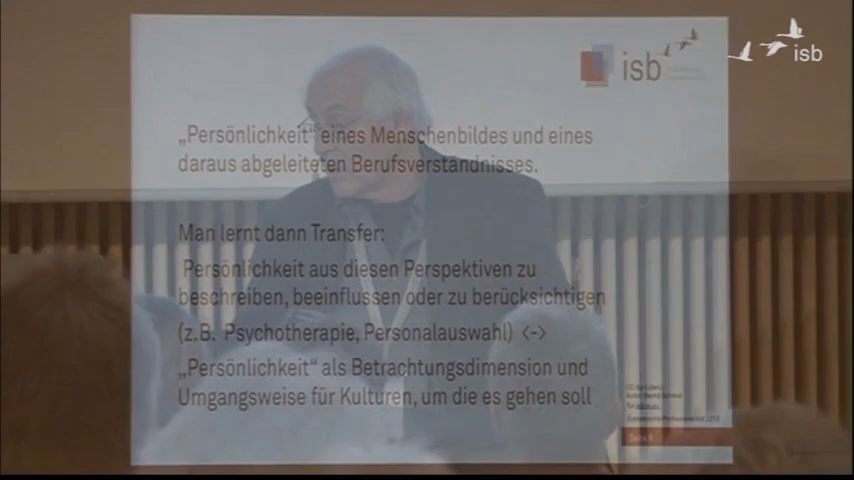 isb
isb
„Persönlichkeit“ eines Menschenbildes und eines
daraus abgeleiteten Berufsverständnisses.
Man lernt dann Transfer:
Persönlichkeit aus diesen Perspektiven zu
beschreiben, beeinflussen oder zu berücksichtigen
(z.B. Psychotherapie, Personalauswahl) <->
„Persönlichkeit“ als Betrachtungsdimension und
Umgangsweise für Kulturen, um die es gehen soll
Seite